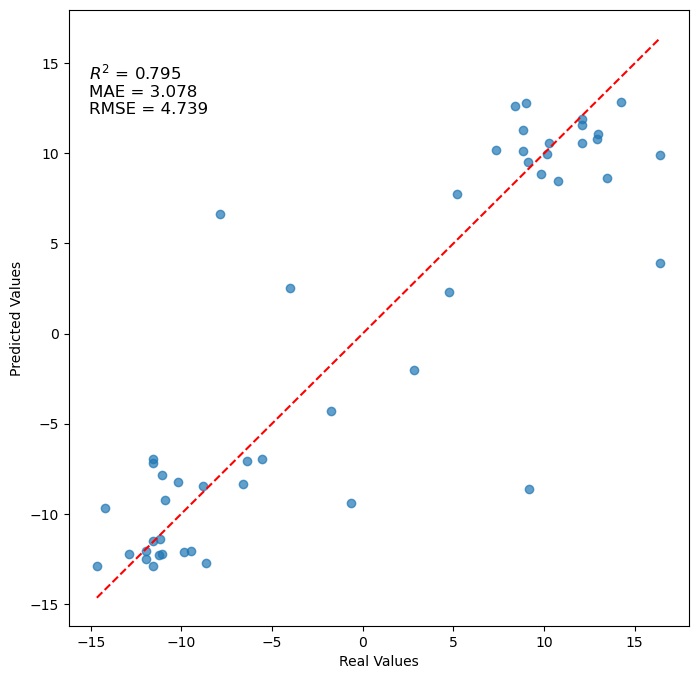 R² = 0.795
MAE = 3.078
RMSE = 4.739
15
10
5
0
−5
−10
−15
Predicted Values
−15 −10 −5 0 5 10 15
Real Values